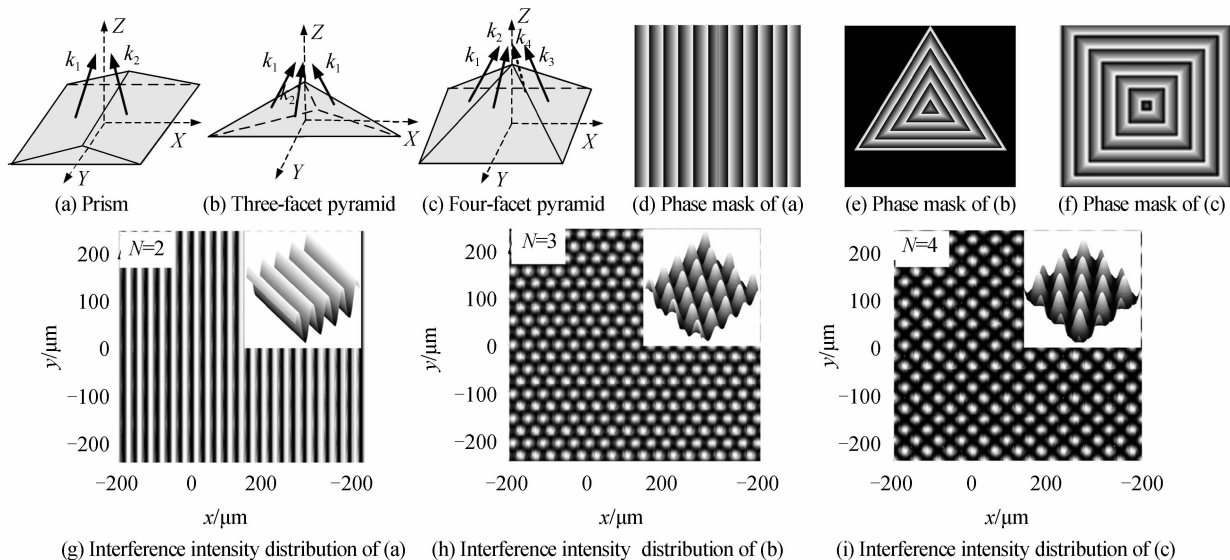 Z
k1
k2
X
Y
(a) Prism
Z
k1
k2
k1
X
Y
(b) Three-facet pyramid
Z
k1
k2
k4
k3
X
Y
(c) Four-facet pyramid
(d) Phase mask of (a)
(e) Phase mask of (b)
(f) Phase mask of (c)
N=2
200
100
0
−100
−200
y/μm
−200
0
200
−200
x/μm
(g) Interference intensity distribution of (a)
N=3
200
100
0
−100
−200
y/μm
−200
0
200
−200
x/μm
(h) Interference intensity distribution of (b)
N=4
200
100
0
−100
−200
y/μm
−200
0
200
−200
x/μm
(i) Interference intensity distribution of (c)